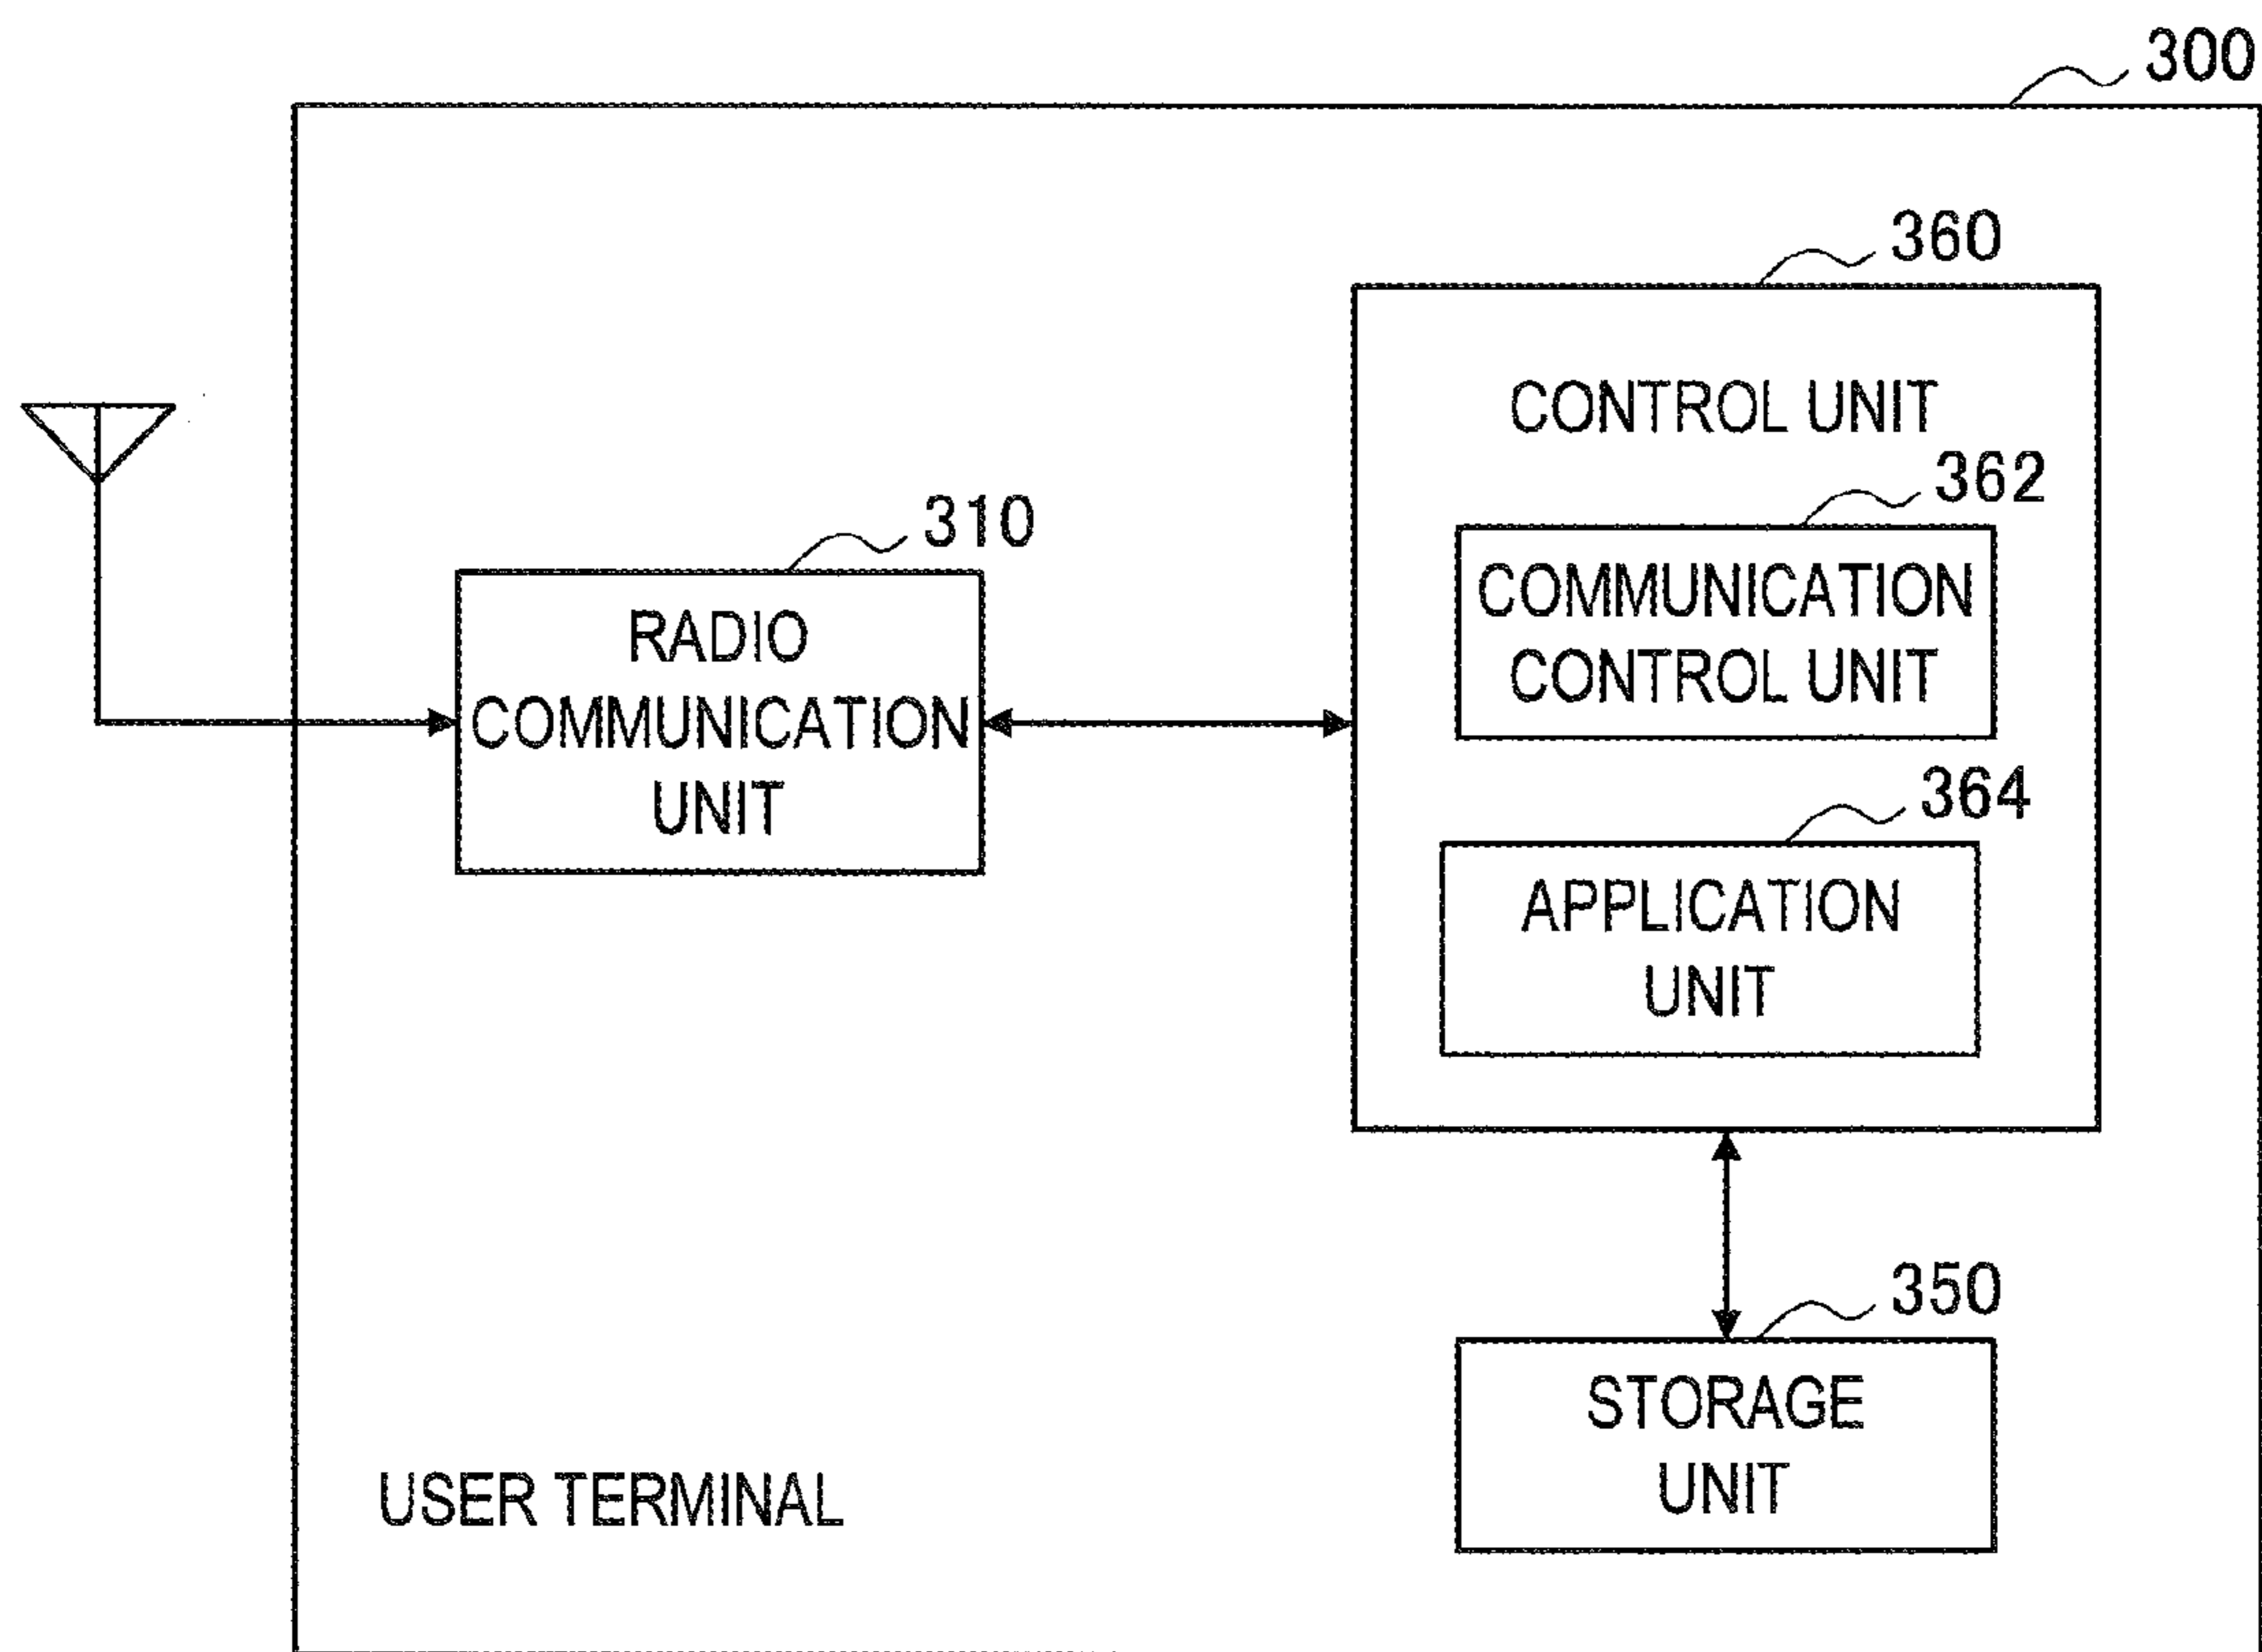 300
360
CONTROL UNIT
362
310
COMMUNICATION
CONTROL UNIT
RADIO
COMMUNICATION
UNIT
364
APPLICATION
UNIT
350
STORAGE
UNIT
USER TERMINAL